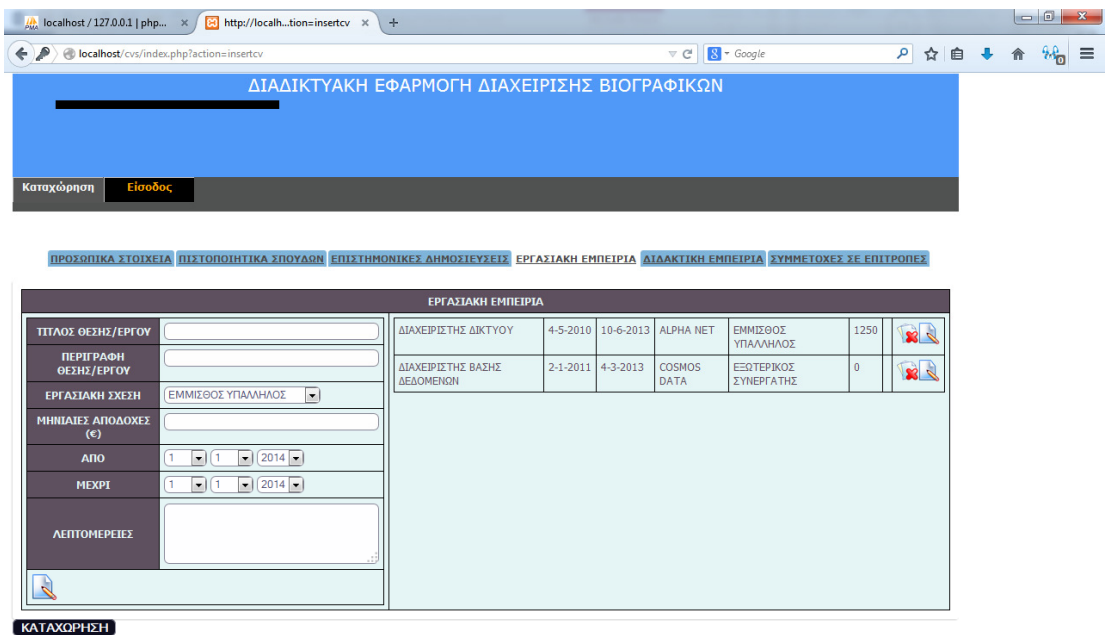 localhost / 127.0.0.1 | php... × http://localh...tion=insertcv × +
localhost/cvs/index.php?action=insertcv Google
ΔΙΑΔΙΚΤΥΑΚΗ ΕΦΑΡΜΟΓΗ ΔΙΑΧΕΙΡΙΣΗΣ ΒΙΟΓΡΑΦΙΚΩΝ
Καταχώρηση Είσοδος
ΠΡΟΣΩΠΙΚΑ ΣΤΟΙΧΕΙΑ ΠΙΣΤΟΠΟΙΗΤΙΚΑ ΣΠΟΥΔΩΝ ΕΠΙΣΤΗΜΟΝΙΚΕΣ ΔΗΜΟΣΙΕΥΣΕΙΣ ΕΡΓΑΣΙΑΚΗ ΕΜΠΕΙΡΙΑ ΔΙΔΑΚΤΙΚΗ ΕΜΠΕΙΡΙΑ ΣΥΜΜΕΤΟΧΕΣ ΣΕ ΕΠΙΤΡΟΠΕΣ
ΕΡΓΑΣΙΑΚΗ ΕΜΠΕΙΡΙΑ
ΤΙΤΛΟΣ ΘΕΣΗΣ/ΕΡΓΟΥ
ΠΕΡΙΓΡΑΦΗ
ΘΕΣΗΣ/ΕΡΓΟΥ
ΕΡΓΑΣΙΑΚΗ ΣΧΕΣΗ ΕΜΜΙΣΘΟΣ ΥΠΑΛΛΗΛΟΣ
ΜΗΝΙΑΙΕΣ ΑΠΟΔΟΧΕΣ
(€)
ΑΠΟ 1 1 2014
ΜΕΧΡΙ 1 1 2014
ΛΕΠΤΟΜΕΡΕΙΕΣ
ΔΙΑΧΕΙΡΙΣΤΗΣ ΔΙΚΤΥΟΥ 4-5-2010 10-6-2013 ALPHA NET ΕΜΜΙΣΘΟΣ 1250
ΥΠΑΛΛΗΛΟΣ
ΔΙΑΧΕΙΡΙΣΤΗΣ ΒΑΣΗΣ 2-1-2011 4-3-2013 COSMOS ΕΞΩΤΕΡΙΚΟΣ 0
ΔΕΔΟΜΕΝΩΝ DATA ΣΥΝΕΡΓΑΤΗΣ
ΚΑΤΑΧΩΡΗΣΗ